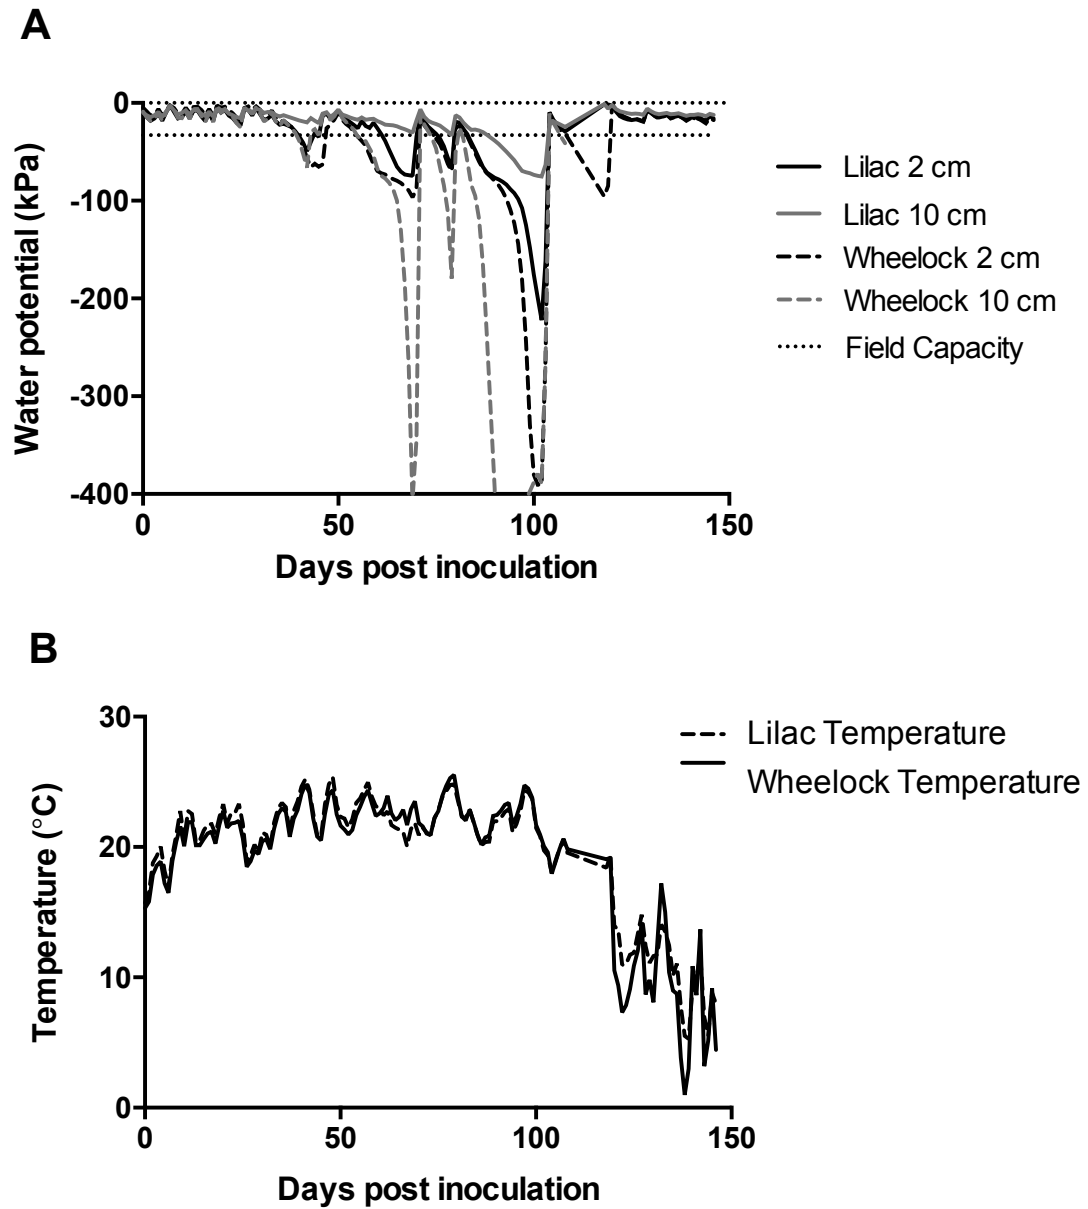 A
0
-100
-200
-300
-400
Water potential (kPa)
0
50
100
150
Days post inoculation
Lilac 2 cm
Lilac 10 cm
Wheelock 2 cm
Wheelock 10 cm
Field Capacity
B
30
20
10
0
Temperature (°C)
0
50
100
150
Days post inoculation
Lilac Temperature
Wheelock Temperature